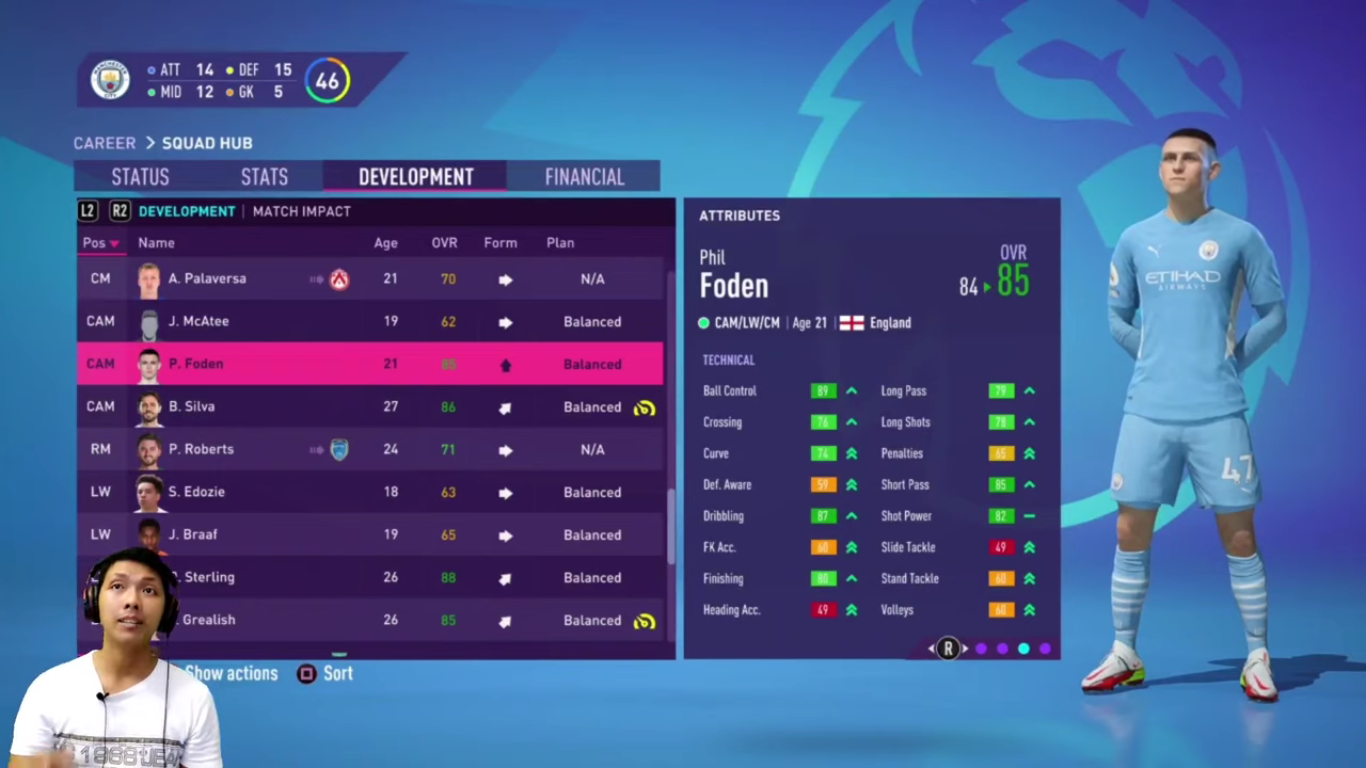 MANCHESTER
CITY
ATT 14 DEF 15
MID 12 GK 5
46
CAREER > SQUAD HUB
STATUS STATS DEVELOPMENT FINANCIAL
L2 R2 DEVELOPMENT | MATCH IMPACT
Pos Name Age OVR Form Plan
CM A. Palaversa 21 70 N/A
CAM J. McAtee 19 62 Balanced
CAM P. Foden 21 85 Balanced
CAM B. Silva 27 86 Balanced
RM P. Roberts 24 71 N/A
LW S. Edozie 18 63 Balanced
LW J. Braaf 19 65 Balanced
Sterling 26 88 Balanced
Grealish 26 85 Balanced
Show actions Sort
ATTRIBUTES
Phil
Foden
OVR
84 85
CAM/LW/CM | Age 21 | England
TECHNICAL
Ball Control 89 Long Pass 79
Crossing 76 Long Shots 78
Curve 74 Penalties 65
Def. Aware 59 Short Pass 85
Dribbling 87 Shot Power 82
FK Acc. 60 Slide Tackle 49
Finishing 80 Stand Tackle 60
Heading Acc. 49 Volleys 60
R
ETIHAD
AIRWAYS
47